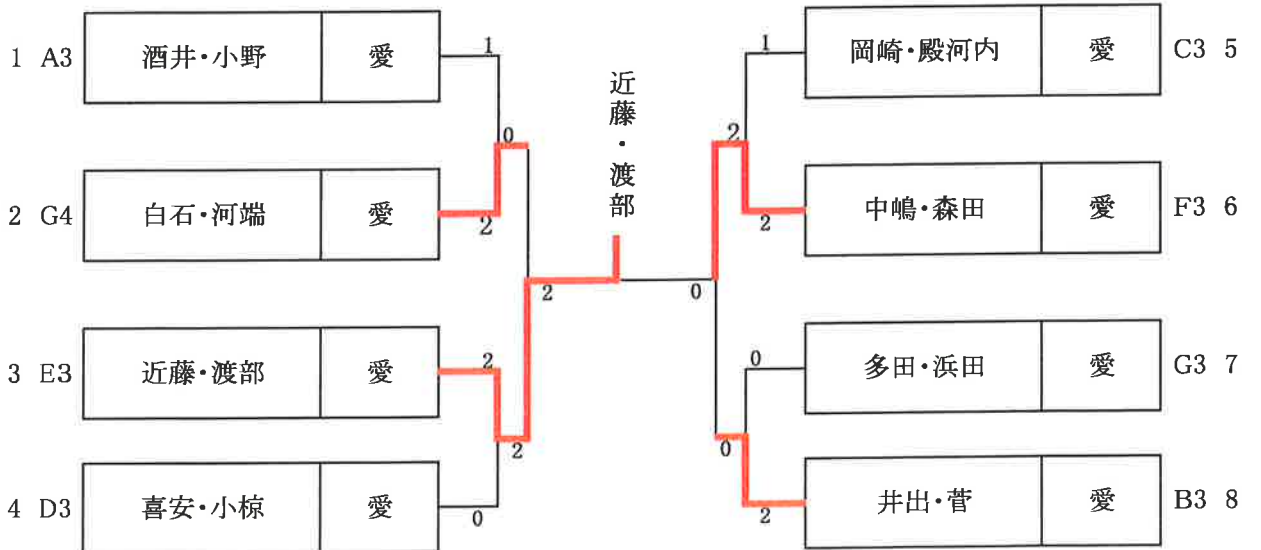 1 A3 酒井・小野 愛
1
0
2 G4 白石・河端 愛
2
2
3 E3 近藤・渡部 愛
2
2
4 D3 喜安・小椋 愛
0
近藤・渡部
岡崎・殿河内 愛 C3 5
1
2
中嶋・森田 愛 F3 6
2
0
多田・浜田 愛 G3 7
0
0
井出・菅 愛 B3 8
2